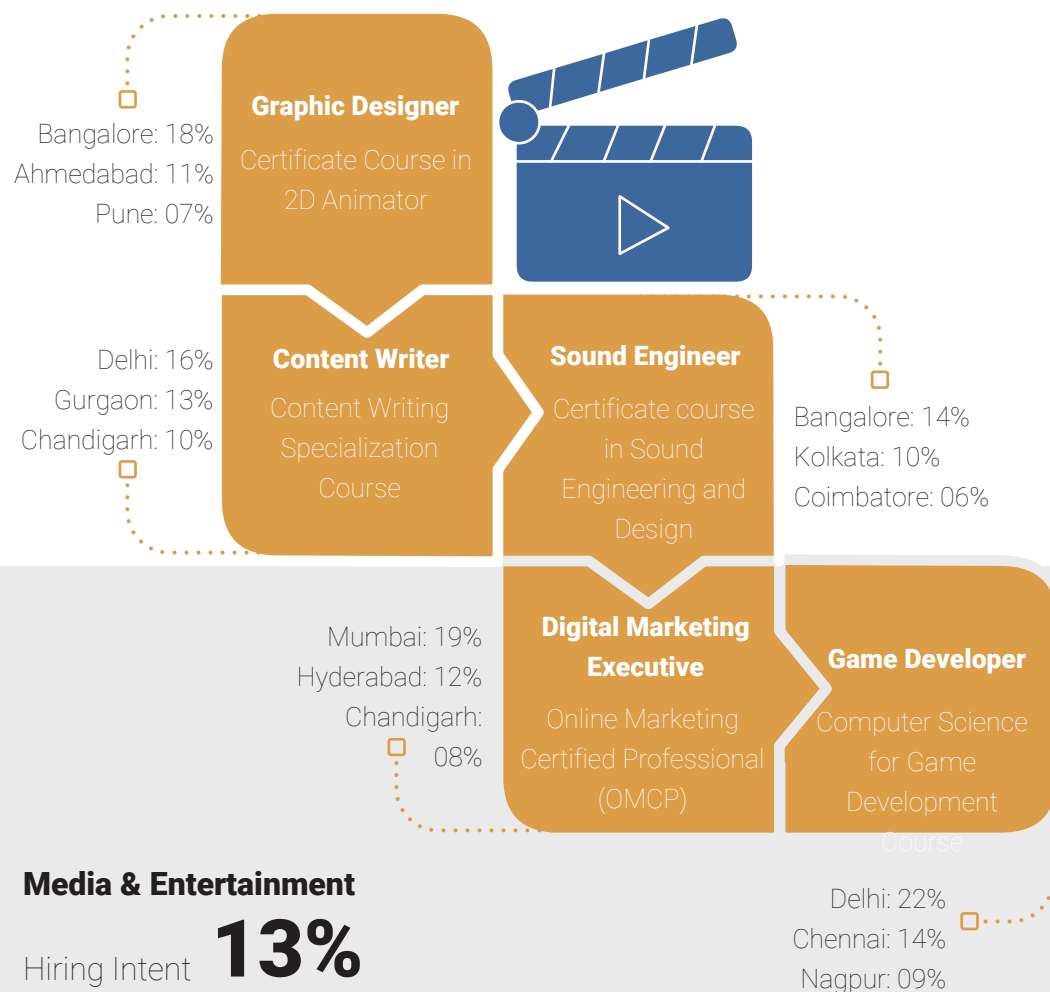 Graphic Designer
Certificate Course in
2D Animator
Bangalore: 18%
Ahmedabad: 11%
Pune: 07%
Content Writer
Content Writing
Specialization
Course
Delhi: 16%
Gurgaon: 13%
Chandigarh: 10%
Sound Engineer
Certificate course
in Sound
Engineering and
Design
Bangalore: 14%
Kolkata: 10%
Coimbatore: 06%
Digital Marketing
Executive
Online Marketing
Certified Professional
(OMCP)
Mumbai: 19%
Hyderabad: 12%
Chandigarh:
08%
Game Developer
Computer Science
for Game
Development
Course
Delhi: 22%
Chennai: 14%
Nagpur: 09%
Media & Entertainment
Hiring Intent 13%